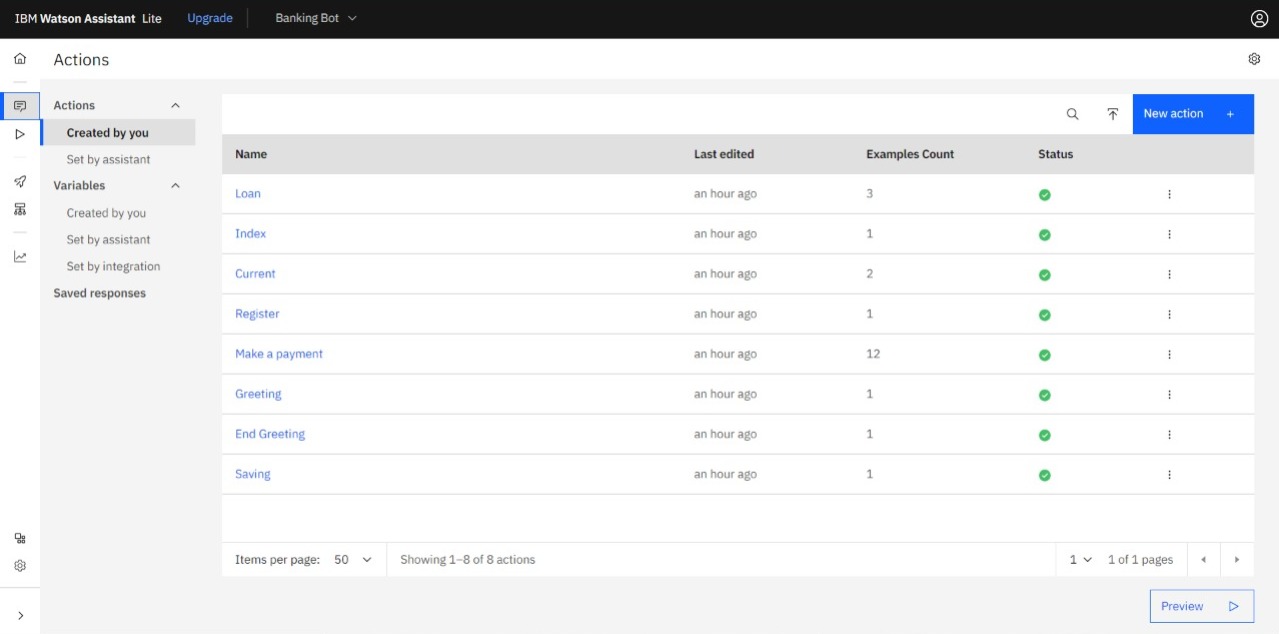 IBM Watson Assistant Lite Upgrade Banking Bot
Actions
Actions
Created by you
Set by assistant
Variables
Created by you
Set by assistant
Set by integration
Saved responses
New action +
Name Last edited Examples Count Status
Loan an hour ago 3
Index an hour ago 1
Current an hour ago 2
Register an hour ago 1
Make a payment an hour ago 12
Greeting an hour ago 1
End Greeting an hour ago 1
Saving an hour ago 1
Items per page: 50 Showing 1–8 of 8 actions 1 1 of 1 pages
Preview